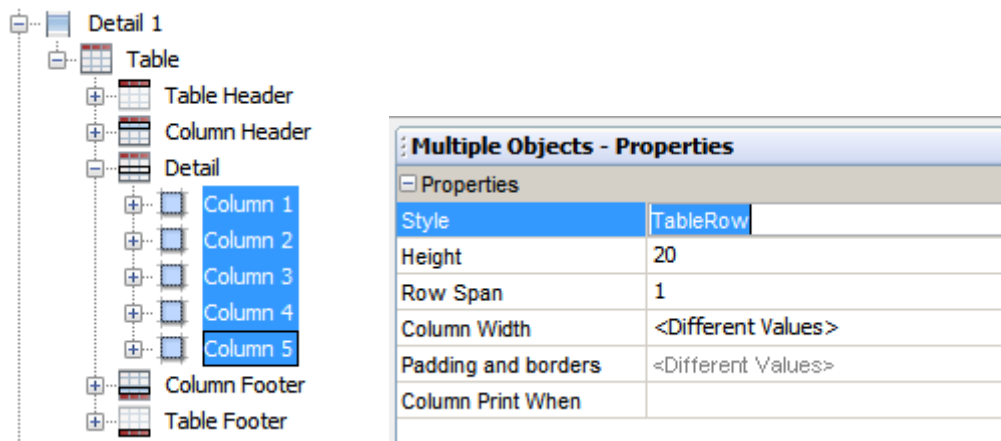 Detail 1
Table
Table Header
Column Header
Detail
Column 1
Column 2
Column 3
Column 4
Column 5
Column Footer
Table Footer
Multiple Objects - Properties
Properties
Style TableRow
Height 20
Row Span 1
Column Width <Different Values>
Padding and borders <Different Values>
Column Print When